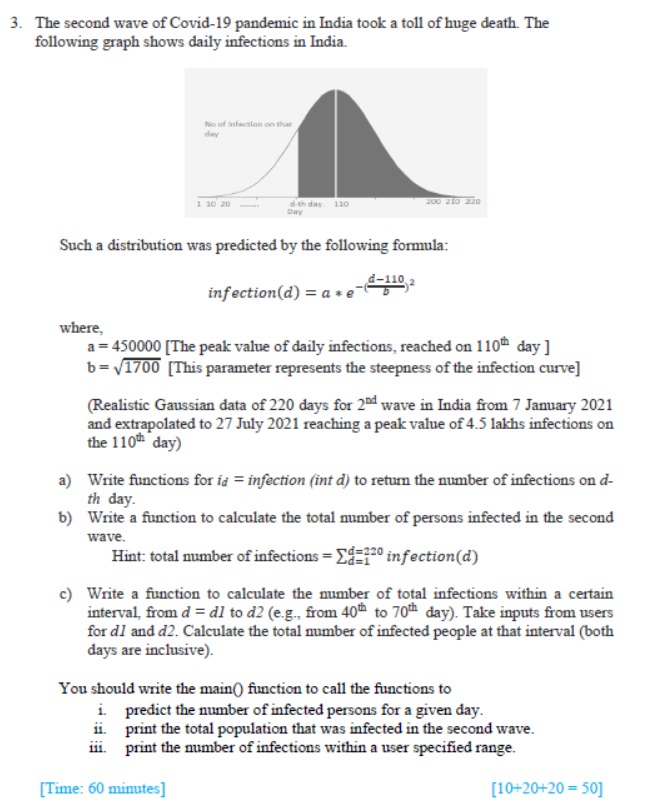 3. The second wave of Covid-19 pandemic in India took a toll of huge death. The
following graph shows daily infections in India.
No of infection on that
day
1 10 20 ....... d-th day. 110 200 210 220
Day
Such a distribution was predicted by the following formula:
infection(d) = a * e^{-(\frac{d-110}{b})^2}
where,
a = 450000 [The peak value of daily infections, reached on 110th day ]
b = √1700 [This parameter represents the steepness of the infection curve]
(Realistic Gaussian data of 220 days for 2nd wave in India from 7 January 2021
and extrapolated to 27 July 2021 reaching a peak value of 4.5 lakhs infections on
the 110th day)
a) Write functions for i_d = infection (int d) to return the number of infections on d-
th day.
b) Write a function to calculate the total number of persons infected in the second
wave.
Hint: total number of infections = Σ_{d=1}^{d=220} infection(d)
c) Write a function to calculate the number of total infections within a certain
interval, from d = d1 to d2 (e.g., from 40th to 70th day). Take inputs from users
for d1 and d2. Calculate the total number of infected people at that interval (both
days are inclusive).
You should write the main() function to call the functions to
i. predict the number of infected persons for a given day.
ii. print the total population that was infected in the second wave.
iii. print the number of infections within a user specified range.
[Time: 60 minutes] [10+20+20 = 50]